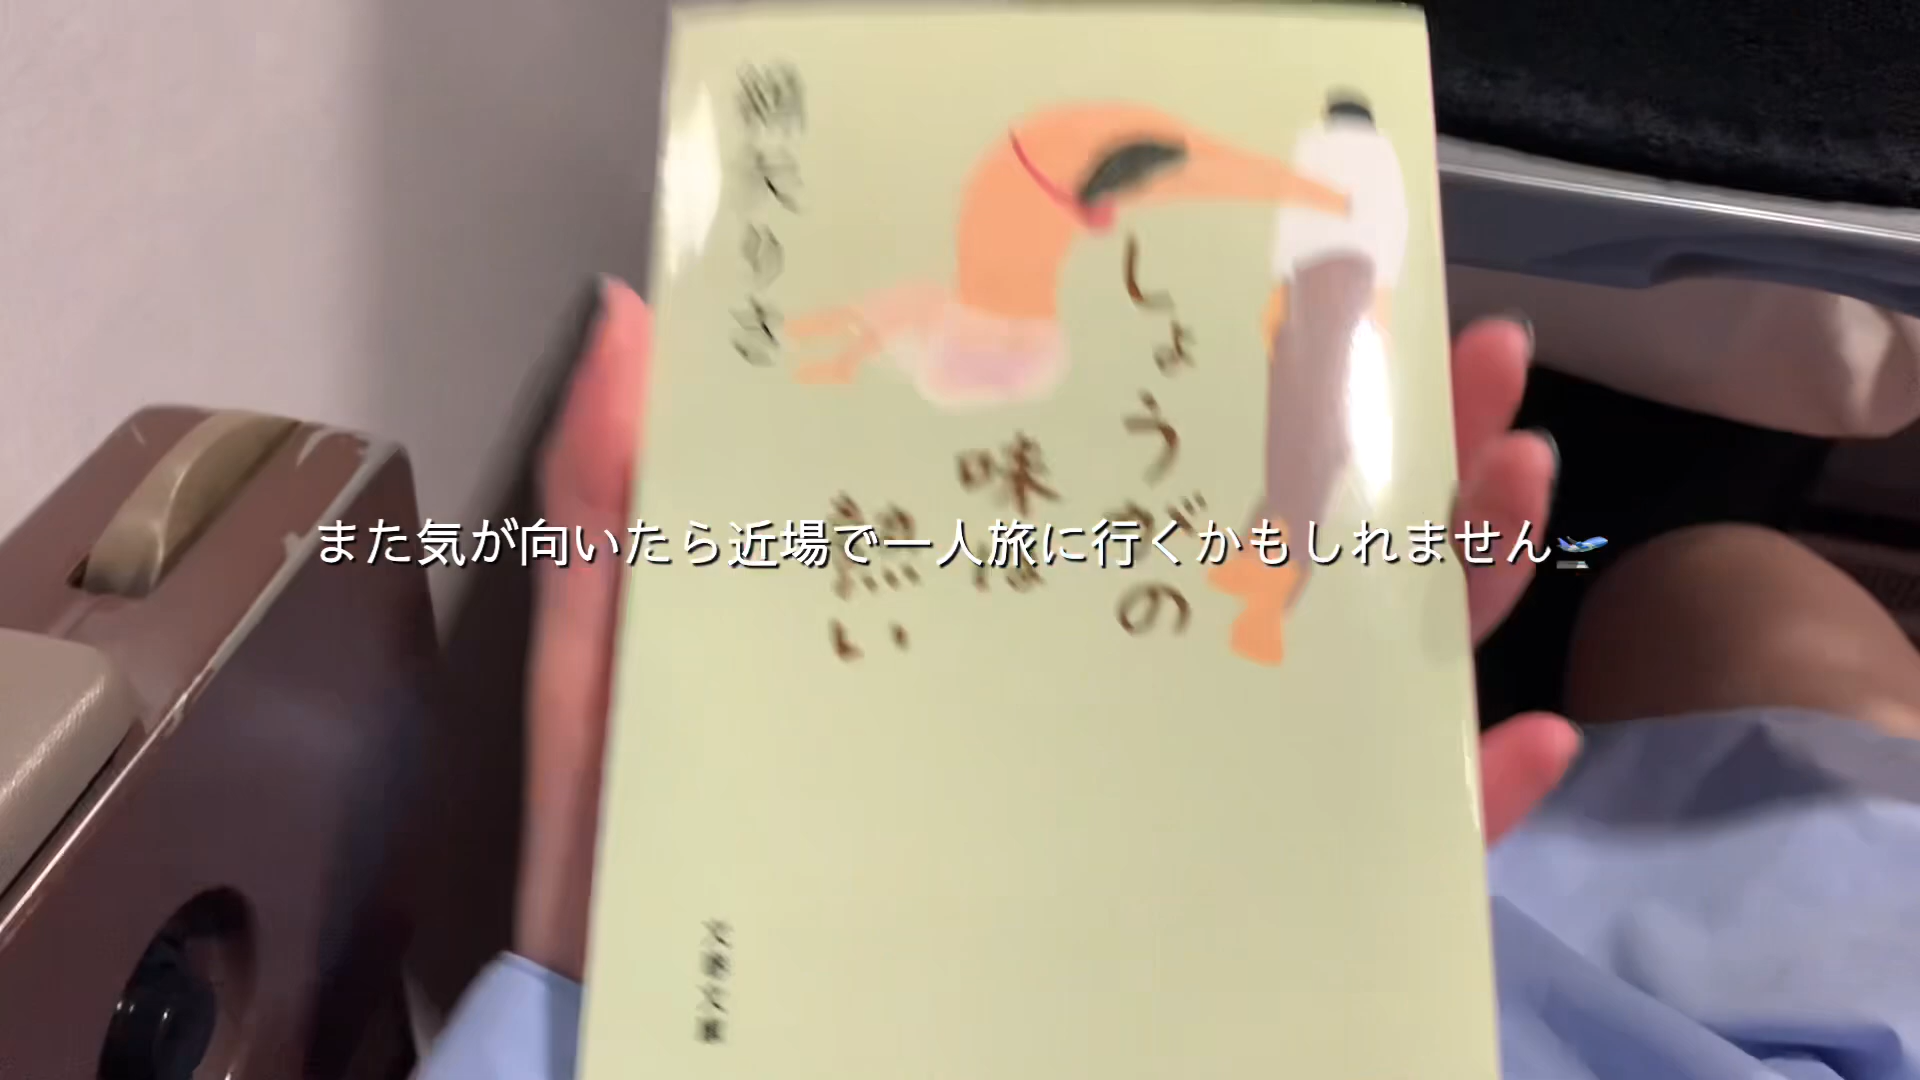 しょうがの
味は
熱い
綿矢りさ
また気が向いたら近場で一人旅に行くかもしれません🛫
文春文庫